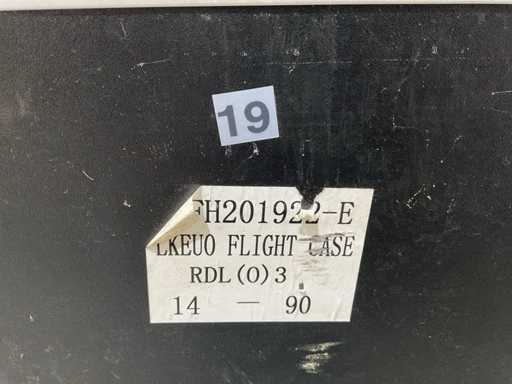 19
FH201922-E
LKEUO FLIGHT CASE
RDL(O)3
14 — 90